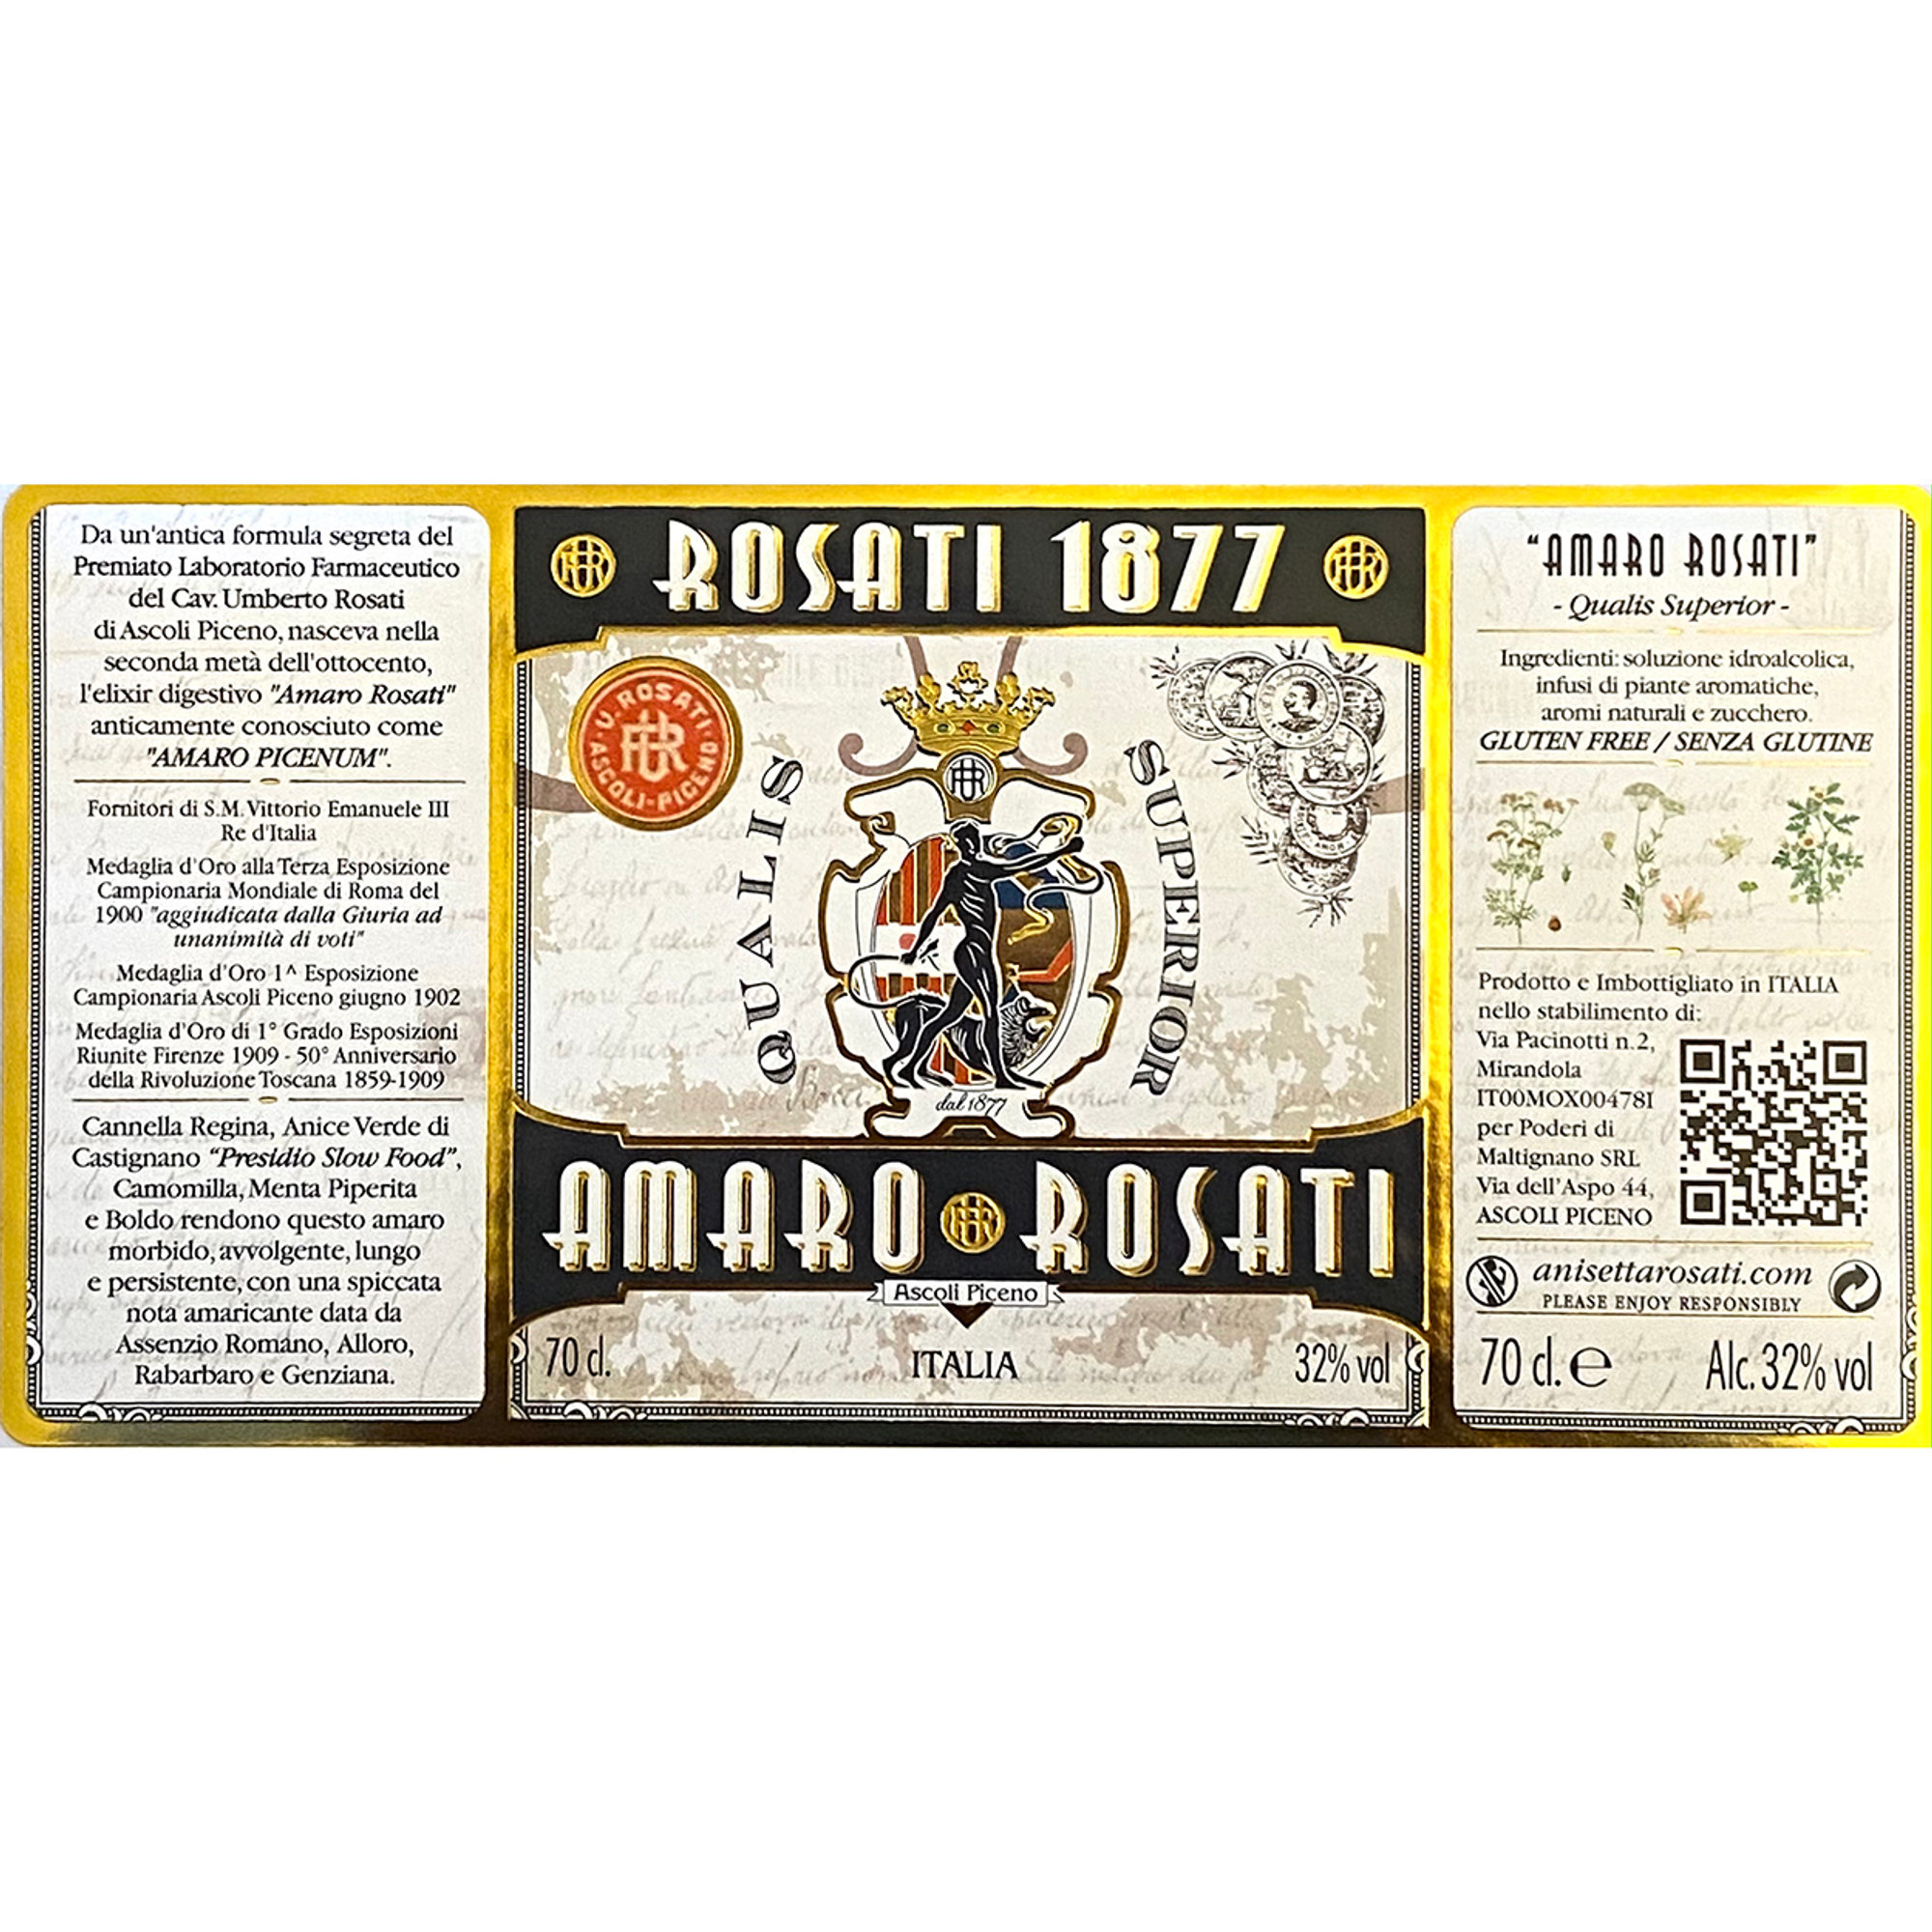 Da un'antica formula segreta del
Premiato Laboratorio Farmaceutico
del Cav. Umberto Rosati
di Ascoli Piceno, nasceva nella
seconda metà dell'ottocento,
l'elixir digestivo "Amaro Rosati"
anticamente conosciuto come
"AMARO PICENUM".
Fornitori di S.M. Vittorio Emanuele III
Re d'Italia
Medaglia d'Oro alla Terza Esposizione
Campionaria Mondiale di Roma del
1900 "aggiudicata dalla Giuria ad
unanimità di voti"
Medaglia d'Oro 1^ Esposizione
Campionaria Ascoli Piceno giugno 1902
Medaglia d'Oro di 1° Grado Esposizioni
Riunite Firenze 1909 - 50° Anniversario
della Rivoluzione Toscana 1859-1909
Cannella Regina, Anice Verde di
Castignano “Presidio Slow Food”,
Camomilla, Menta Piperita
e Boldo rendono questo amaro
morbido, avvolgente, lungo
e persistente, con una spiccata
nota amaricante data da
Assenzio Romano, Alloro,
Rabarbaro e Genziana.
ROSATI 1877
U. ROSATI
ASCOLI-PICENO
QUALIS
SUPERIOR
dal 1877
AMARO ROSATI
Ascoli Piceno
70 cl.
ITALIA
32% vol
“AMARO ROSATI”
- Qualis Superior -
Ingredienti: soluzione idroalcolica,
infusi di piante aromatiche,
aromi naturali e zucchero.
GLUTEN FREE / SENZA GLUTINE
Prodotto e Imbottigliato in ITALIA
nello stabilimento di:
Via Pacinotti n.2,
Mirandola
IT00MOX00478I
per Poderi di
Maltignano SRL
Via dell'Aspo 44,
ASCOLI PICENO
anisettarosati.com
PLEASE ENJOY RESPONSIBLY
70 cl. ℮
Alc. 32% vol